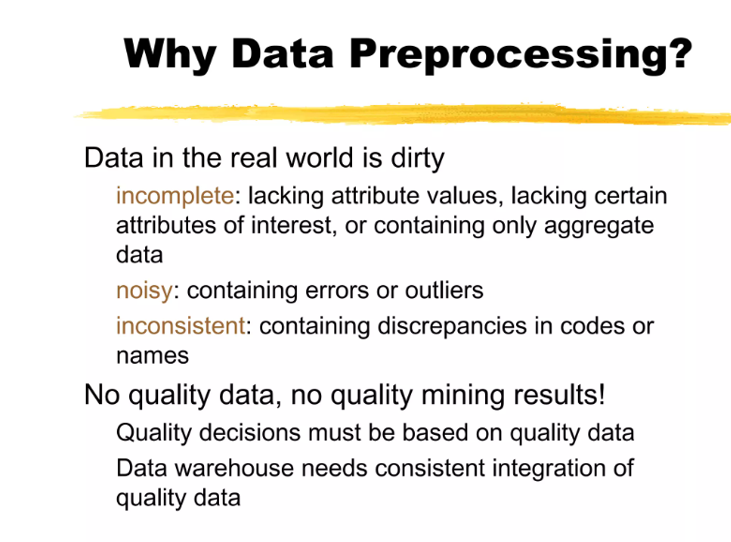 Why Data Preprocessing?
Data in the real world is dirty
incomplete: lacking attribute values, lacking certain
attributes of interest, or containing only aggregate
data
noisy: containing errors or outliers
inconsistent: containing discrepancies in codes or
names
No quality data, no quality mining results!
Quality decisions must be based on quality data
Data warehouse needs consistent integration of
quality data